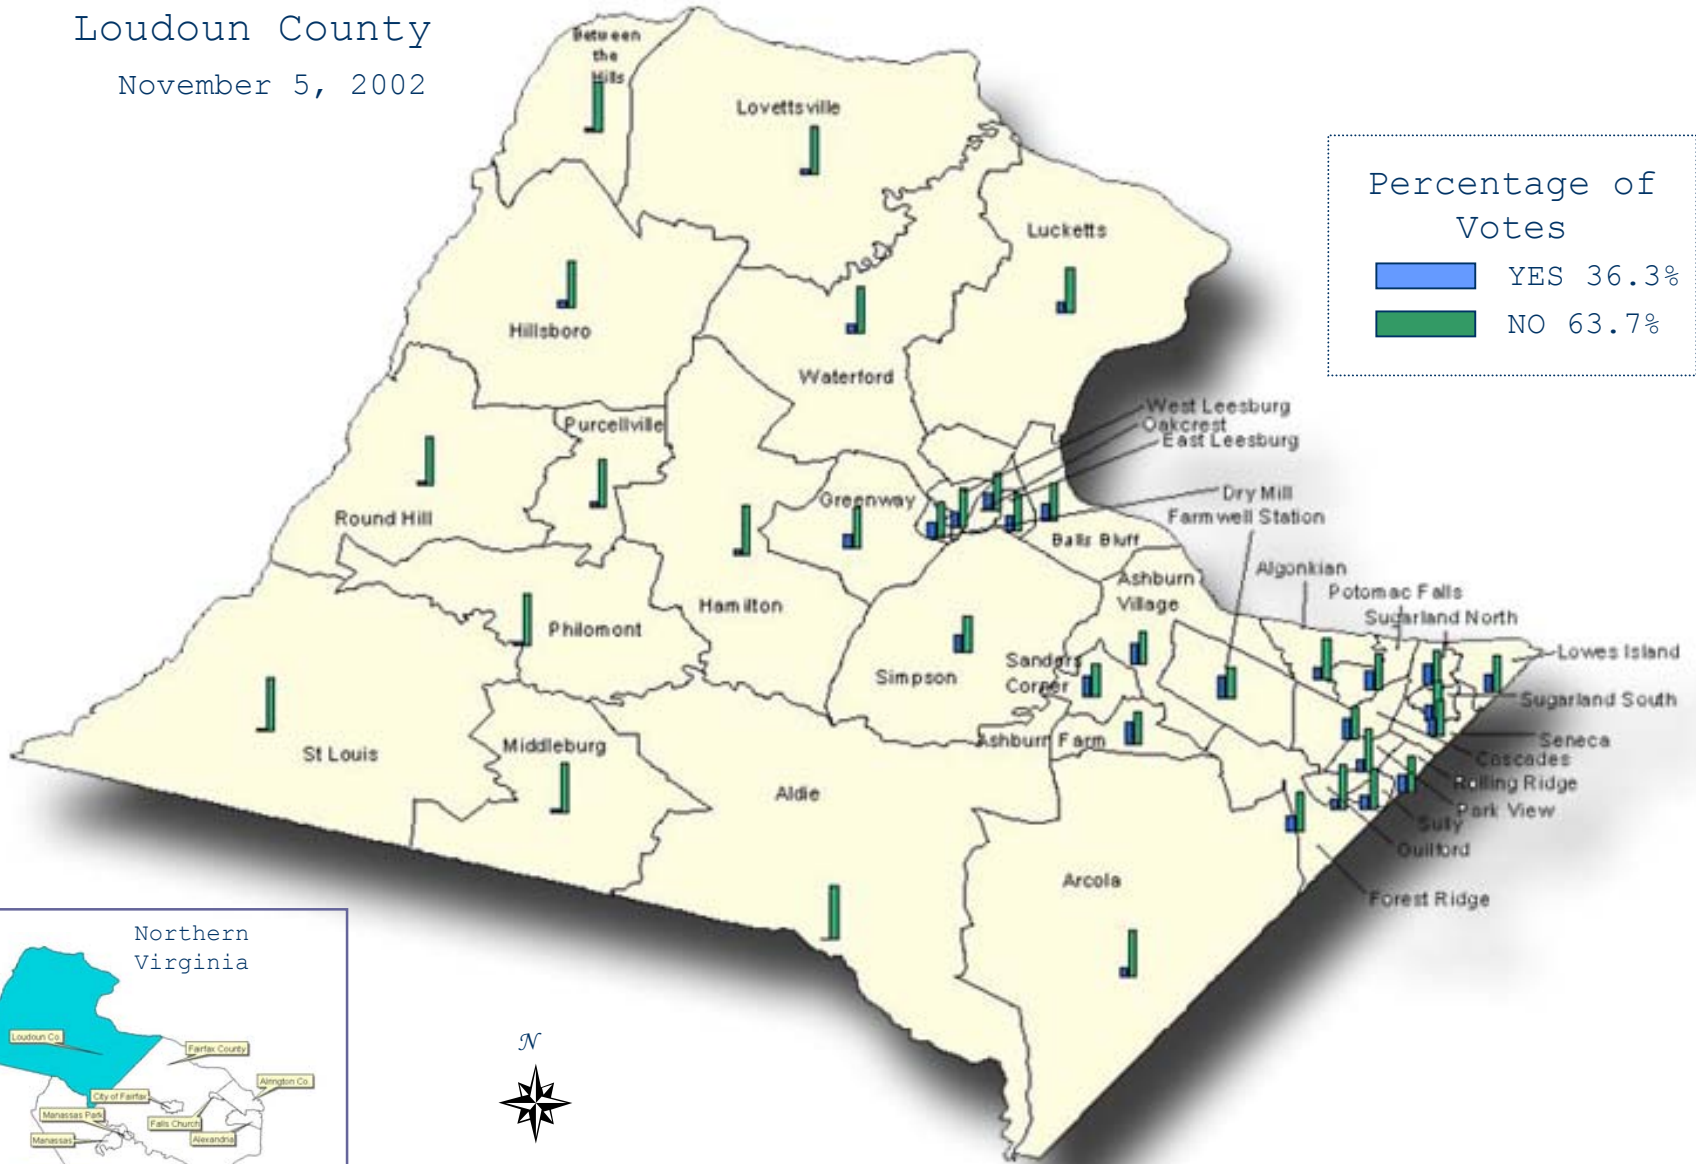 Loudoun County
November 5, 2002
Between
the
Hills
Lovettsville
Lucketts
Percentage of
Votes
YES 36.3%
NO 63.7%
Hillsboro
Waterford
Purcellville
West Leesburg
Oakcrest
East Leesburg
Greenway
Dry Mill
Farmwell Station
Round Hill
Balls Bluff
Ashburn
Village
Algonkian
Potomac Falls
Sugarland North
Hamilton
Philomont
Simpson
Sanders
Corner
Lowes Island
Sugarland South
Ashburn Farm
Seneca
Cascades
Rolling Ridge
Park View
Sully
Guilford
Forest Ridge
St Louis
Middleburg
Aldie
Arcola
Northern
Virginia
Loudoun Co.
Fairfax County
Arlington Co.
City of Fairfax
Manassas Park
Falls Church
Manassas
Alexandria
N